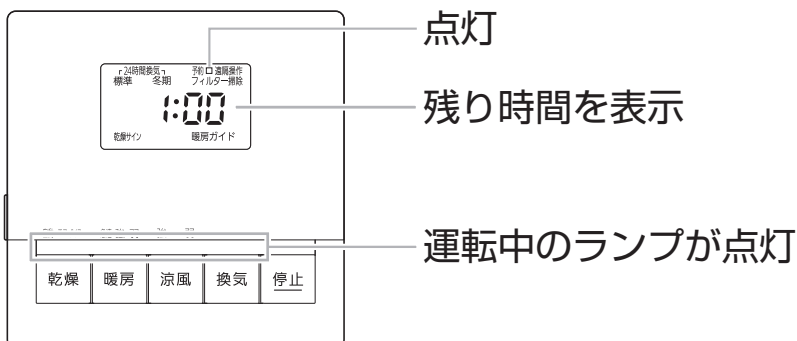 点灯
┌24時間換気┐ 予約 遠隔操作
標準 冬期 フィルター掃除
1:00
残り時間を表示
乾燥サイン 暖房ガイド
運転中のランプが点灯
乾燥 暖房 涼風 換気 停止